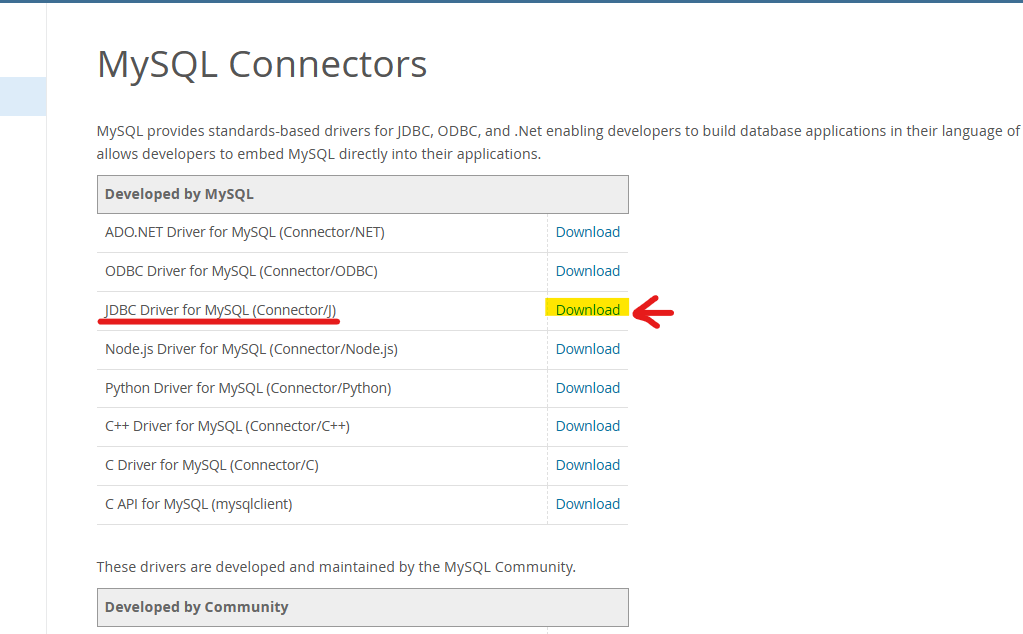 MySQL Connectors
MySQL provides standards-based drivers for JDBC, ODBC, and .Net enabling developers to build database applications in their language of
allows developers to embed MySQL directly into their applications.
Developed by MySQL
ADO.NET Driver for MySQL (Connector/NET) Download
ODBC Driver for MySQL (Connector/ODBC) Download
JDBC Driver for MySQL (Connector/J) Download
Node.js Driver for MySQL (Connector/Node.js) Download
Python Driver for MySQL (Connector/Python) Download
C++ Driver for MySQL (Connector/C++) Download
C Driver for MySQL (Connector/C) Download
C API for MySQL (mysqlclient) Download
These drivers are developed and maintained by the MySQL Community.
Developed by Community